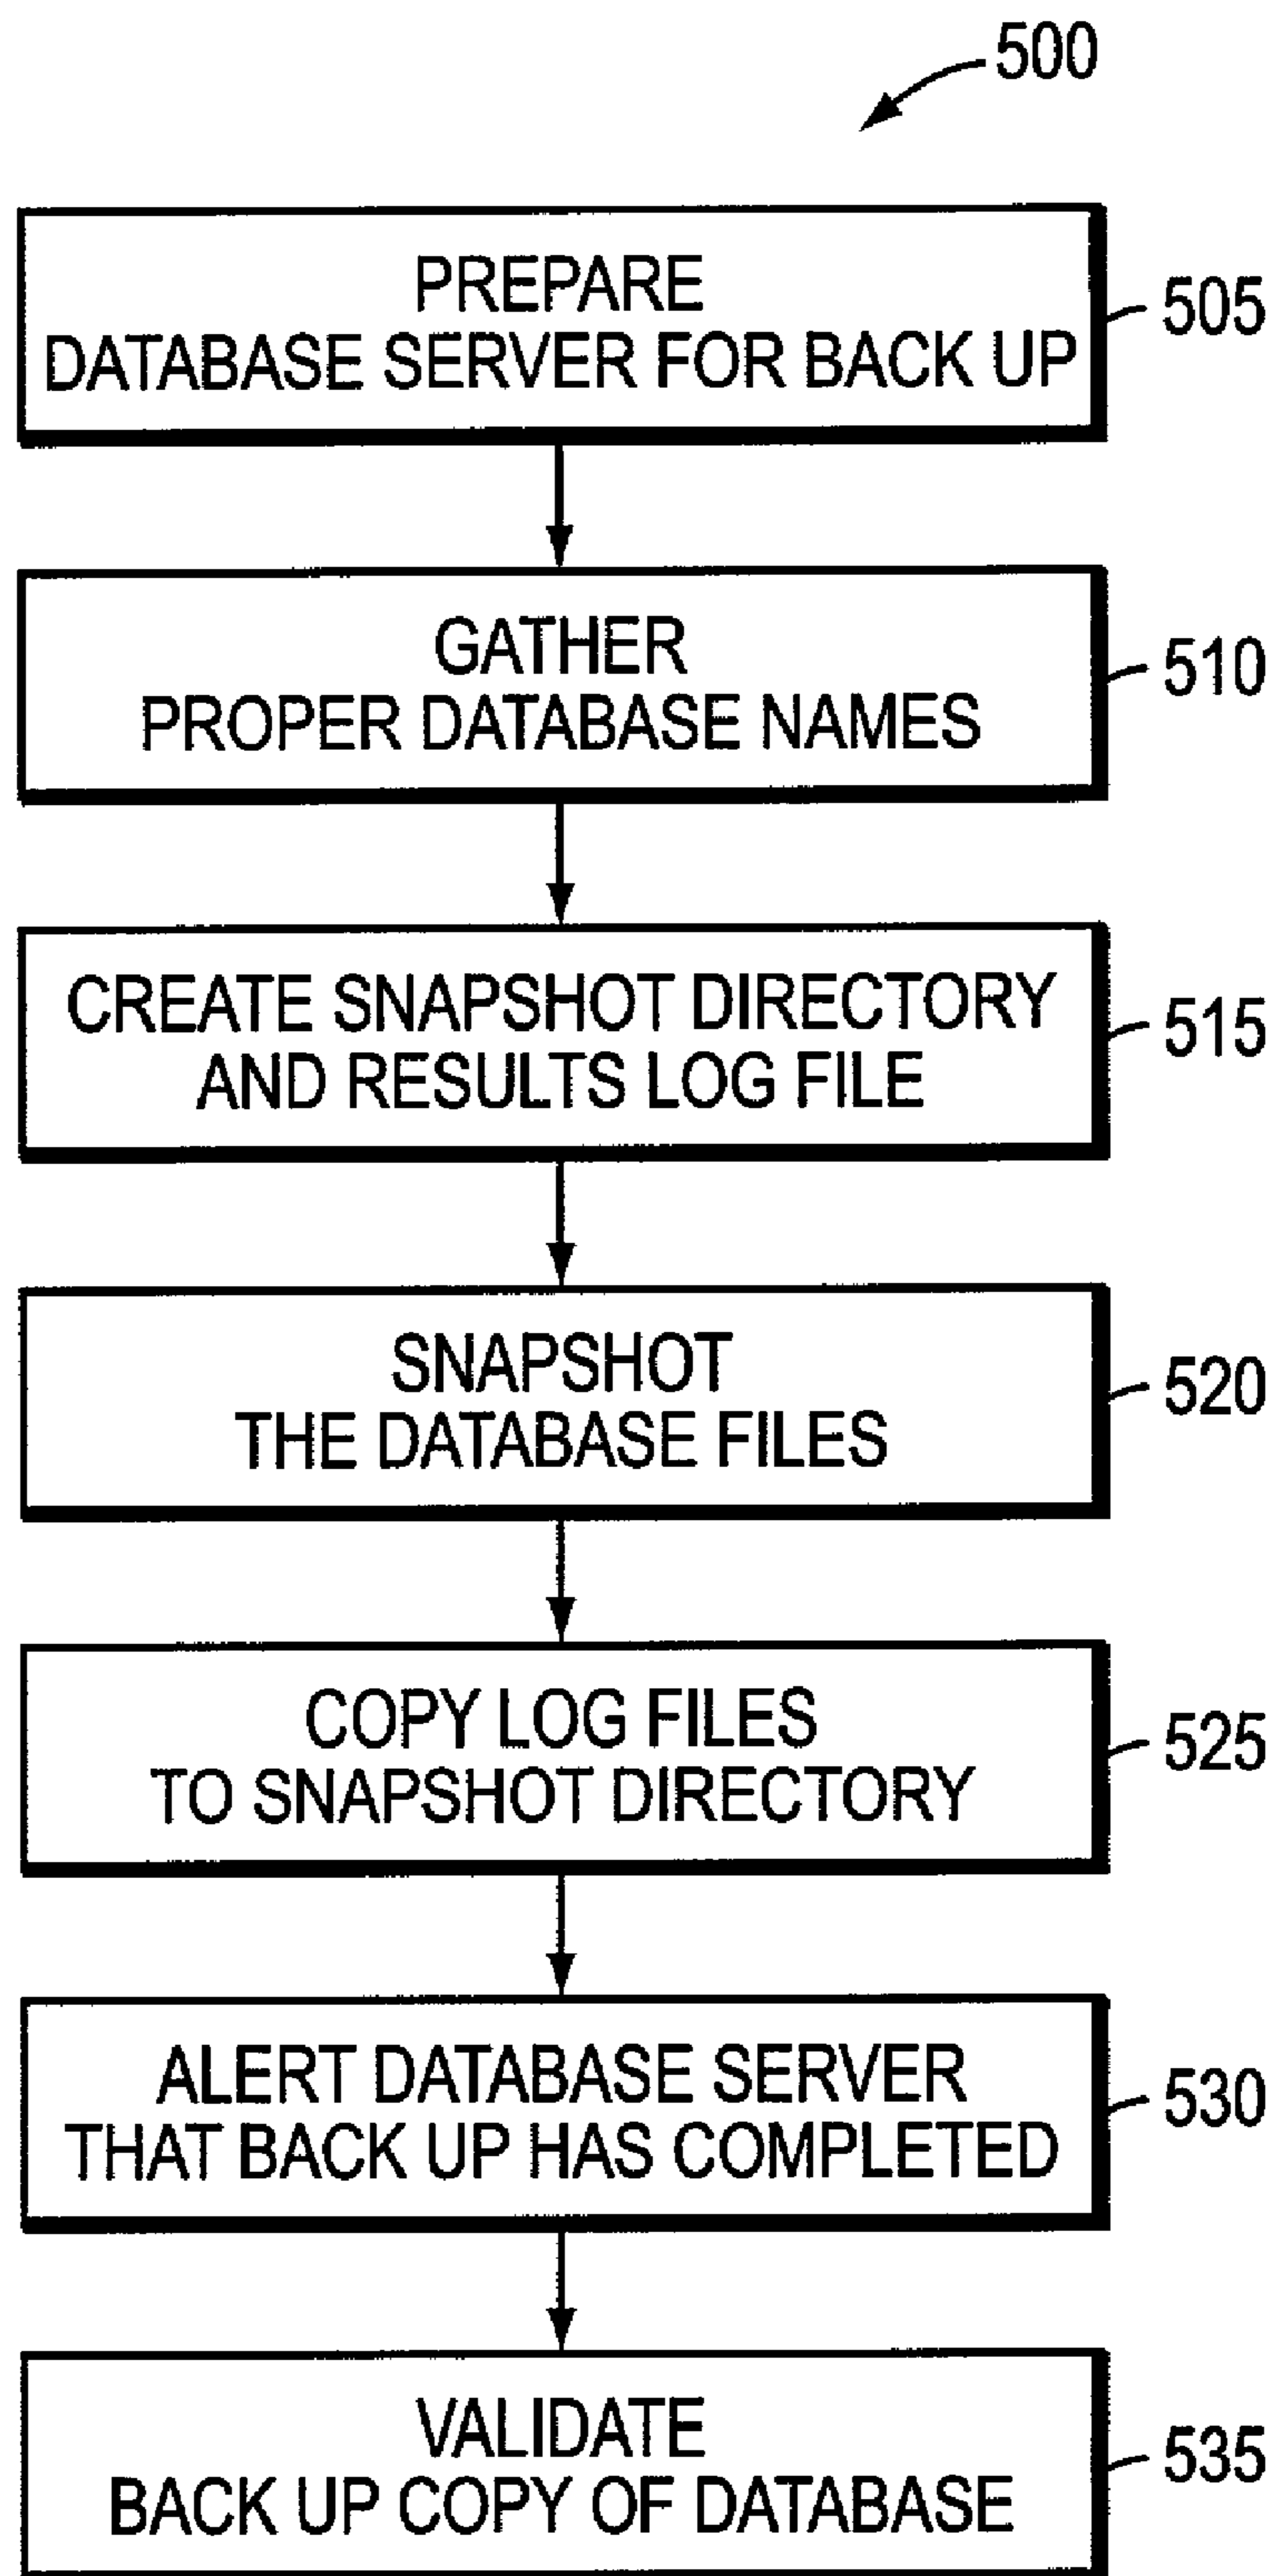 500
PREPARE
DATABASE SERVER FOR BACK UP
505
GATHER
PROPER DATABASE NAMES
510
CREATE SNAPSHOT DIRECTORY
AND RESULTS LOG FILE
515
SNAPSHOT
THE DATABASE FILES
520
COPY LOG FILES
TO SNAPSHOT DIRECTORY
525
ALERT DATABASE SERVER
THAT BACK UP HAS COMPLETED
530
VALIDATE
BACK UP COPY OF DATABASE
535